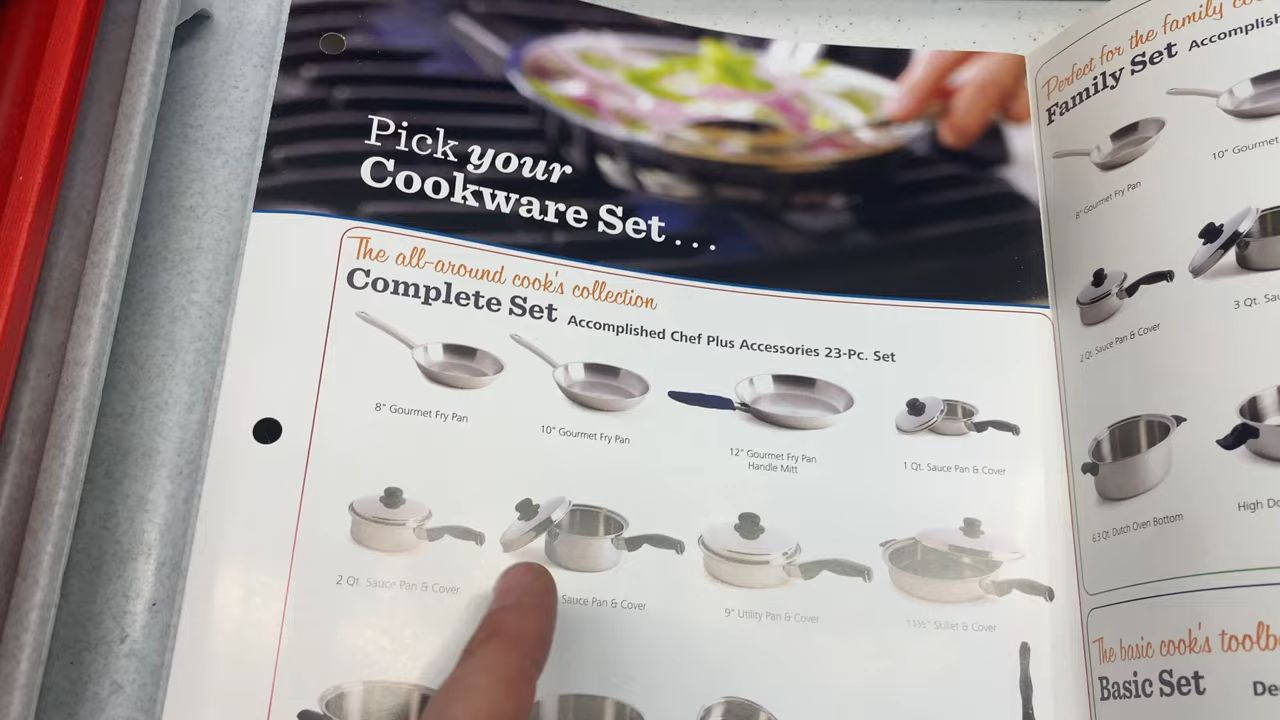 Pick your
Cookware Set...
The all-around cook's collection
Complete Set Accomplished Chef Plus Accessories 23-Pc. Set
8" Gourmet Fry Pan
10" Gourmet Fry Pan
12" Gourmet Fry Pan
Handle Mitt
1 Qt. Sauce Pan & Cover
2 Qt. Sauce Pan & Cover
Sauce Pan & Cover
9" Utility Pan & Cover
11½" Skillet & Cover
Perfect for the family
Family Set
8" Gourmet Fry Pan
10" Gourmet
2 Qt. Sauce Pan & Cover
3 Qt.
6.3 Qt. Dutch Oven Bottom
High
The basic cook's
Basic Set